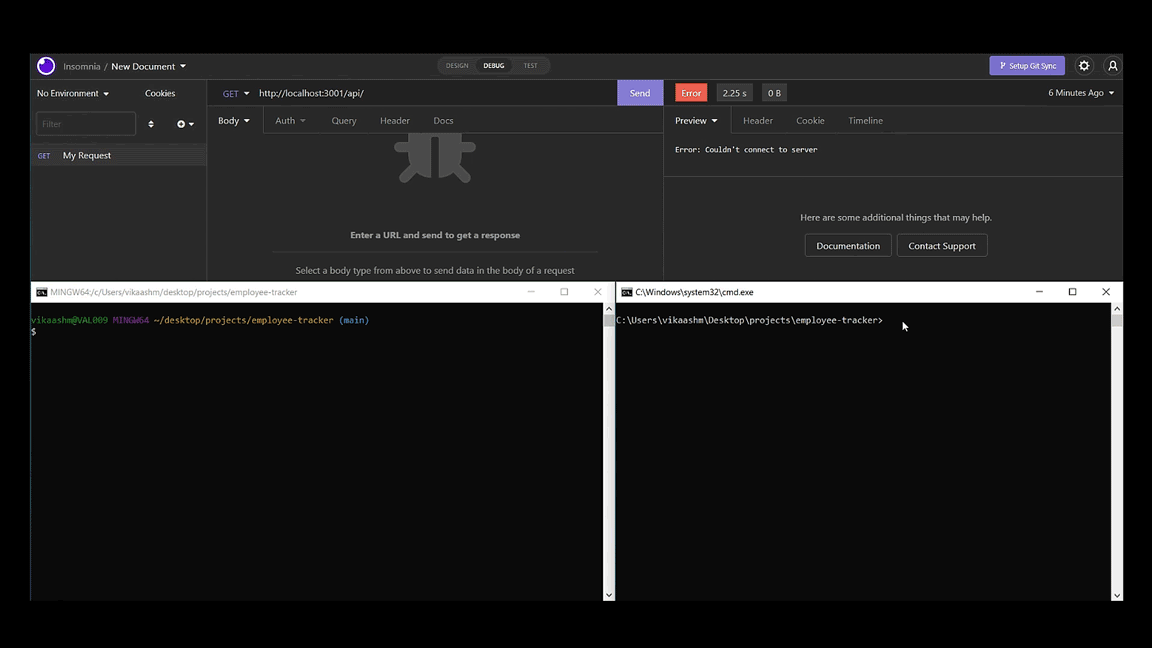 Insomnia / New Document
DESIGN DEBUG TEST
Setup Git Sync
No Environment Cookies
GET http://localhost:3001/api/ Send
Error 2.25 s 0 B 6 Minutes Ago
Filter
Body Auth Query Header Docs
Preview Header Cookie Timeline
GET My Request
Error: Couldn't connect to server
Enter a URL and send to get a response
Select a body type from above to send data in the body of a request
Here are some additional things that may help.
Documentation Contact Support
MINGW64:/c/Users/vikaashm/desktop/projects/employee-tracker
vikaashm@VAL009 MINGW64 ~/desktop/projects/employee-tracker (main)
$
C:\Windows\system32\cmd.exe
C:\Users\vikaashm\Desktop\projects\employee-tracker>